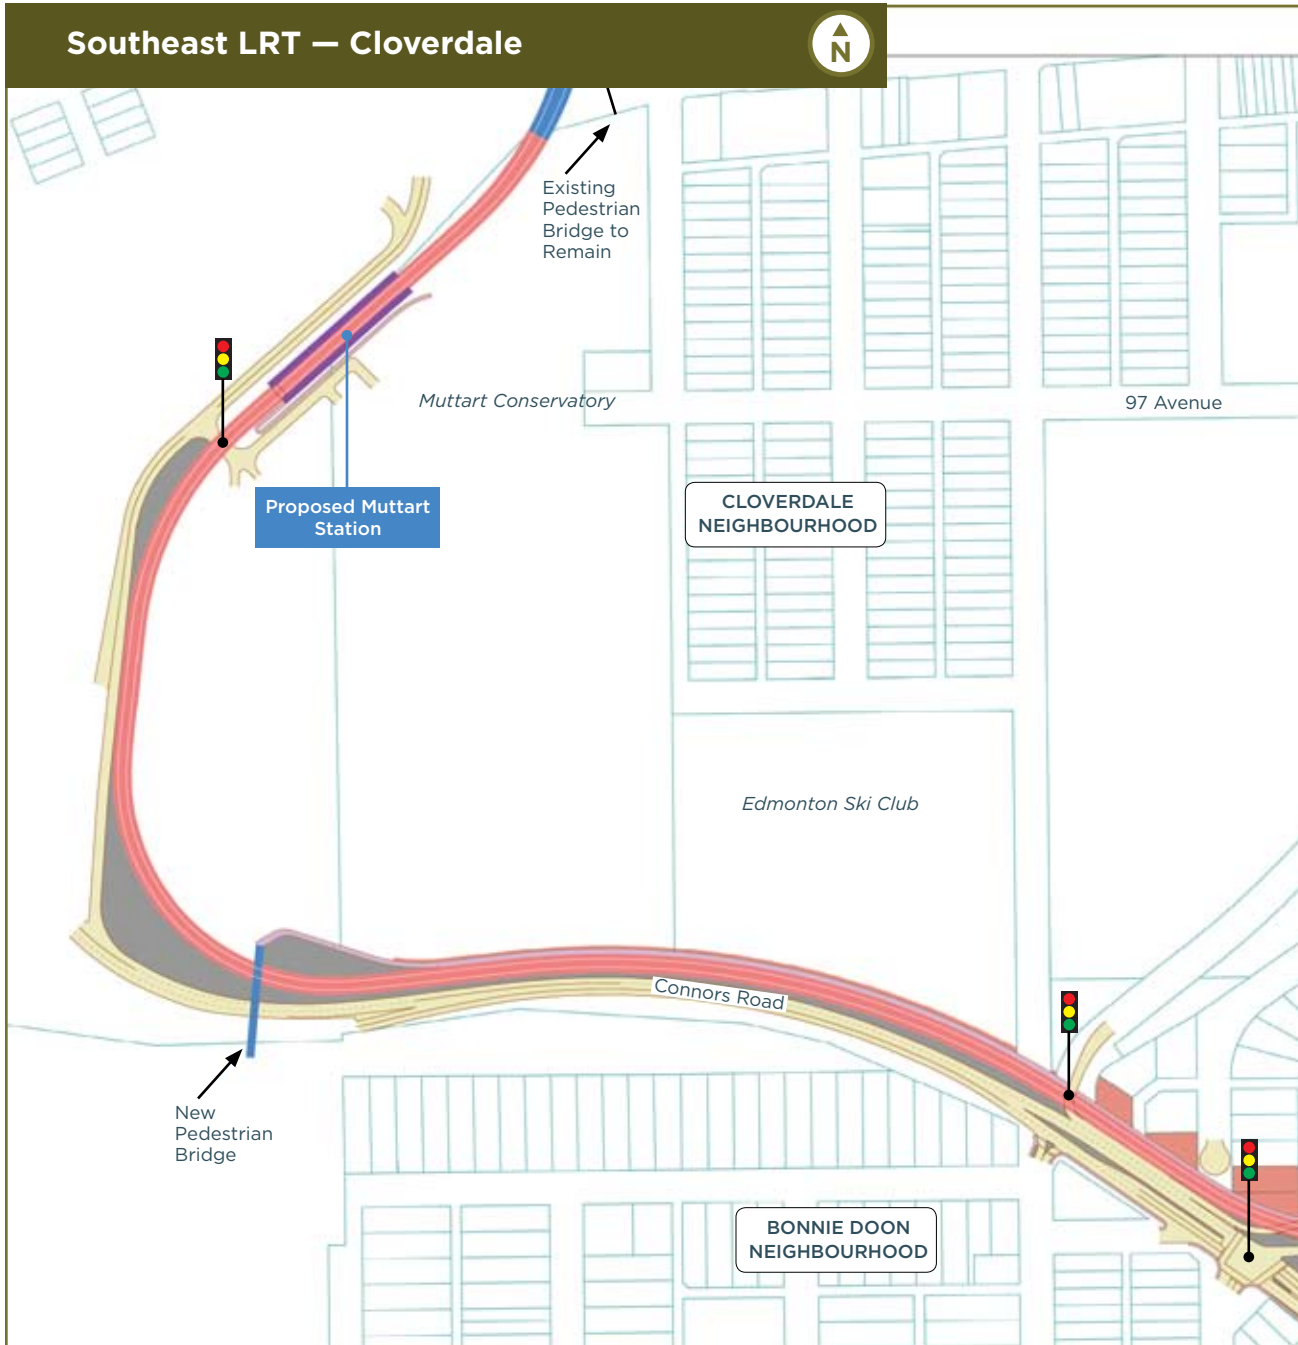 Southeast LRT — Cloverdale
N
Existing
Pedestrian
Bridge to
Remain
Muttart Conservatory
97 Avenue
Proposed Muttart
Station
CLOVERDALE
NEIGHBOURHOOD
Edmonton Ski Club
Connors Road
New
Pedestrian
Bridge
BONNIE DOON
NEIGHBOURHOOD